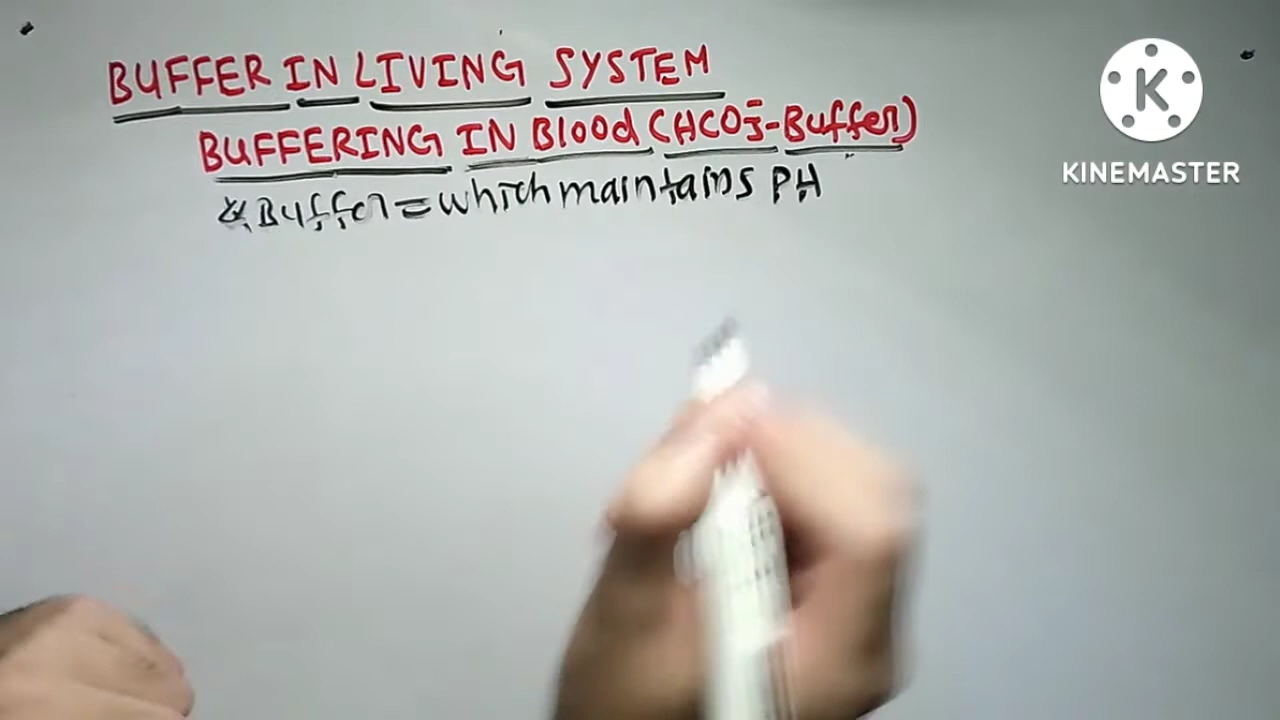 BUFFER IN LIVING SYSTEM
BUFFERING IN Blood (HCO3̄-Buffer)
* Buffer = which maintains PH
K
KINEMASTER